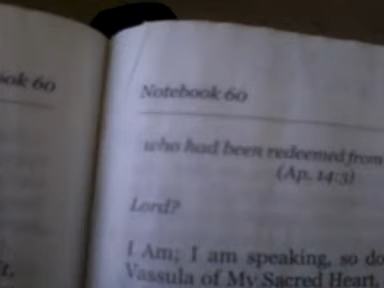 ook 60
Notebook 60
who had been redeemed from
(Ap. 14:3)
Lord?
I Am; I am speaking, so do
Vassula of My Sacred Heart.